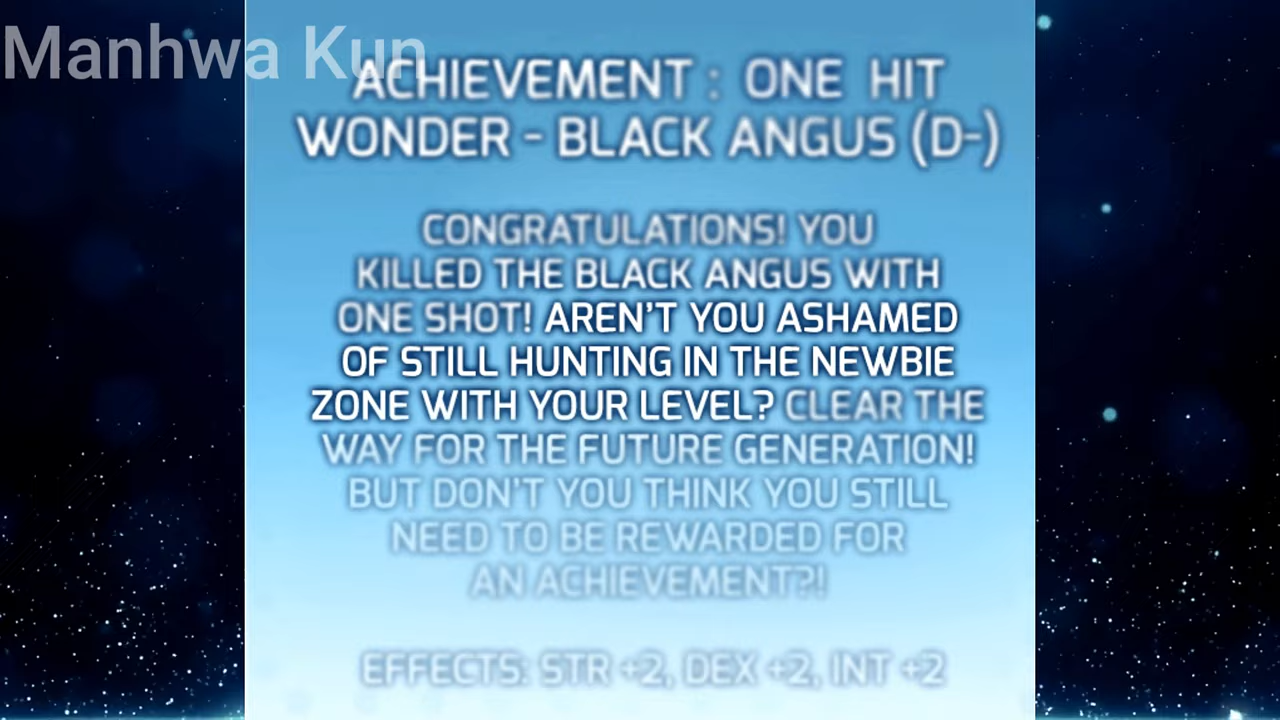 Manhwa Kun
ACHIEVEMENT : ONE HIT
WONDER - BLACK ANGUS (D-)
CONGRATULATIONS! YOU
KILLED THE BLACK ANGUS WITH
ONE SHOT! AREN'T YOU ASHAMED
OF STILL HUNTING IN THE NEWBIE
ZONE WITH YOUR LEVEL? CLEAR THE
WAY FOR THE FUTURE GENERATION!
BUT DON'T YOU THINK YOU STILL
NEED TO BE REWARDED FOR
AN ACHIEVEMENT?!
EFFECTS: STR +2, DEX +2, INT +2